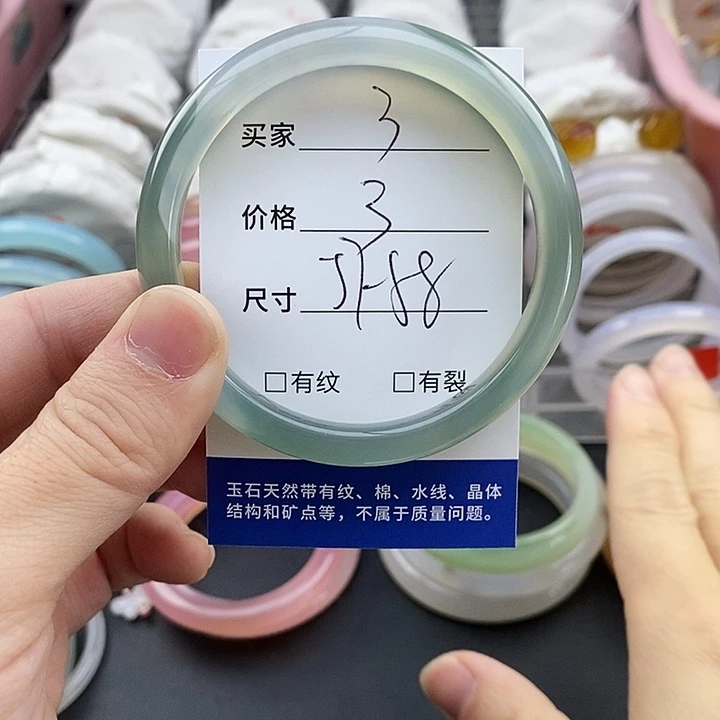 买家 3
价格 3
尺寸
□有纹 □有裂
玉石天然带有纹、棉、水线、晶体
结构和矿点等，不属于质量问题。